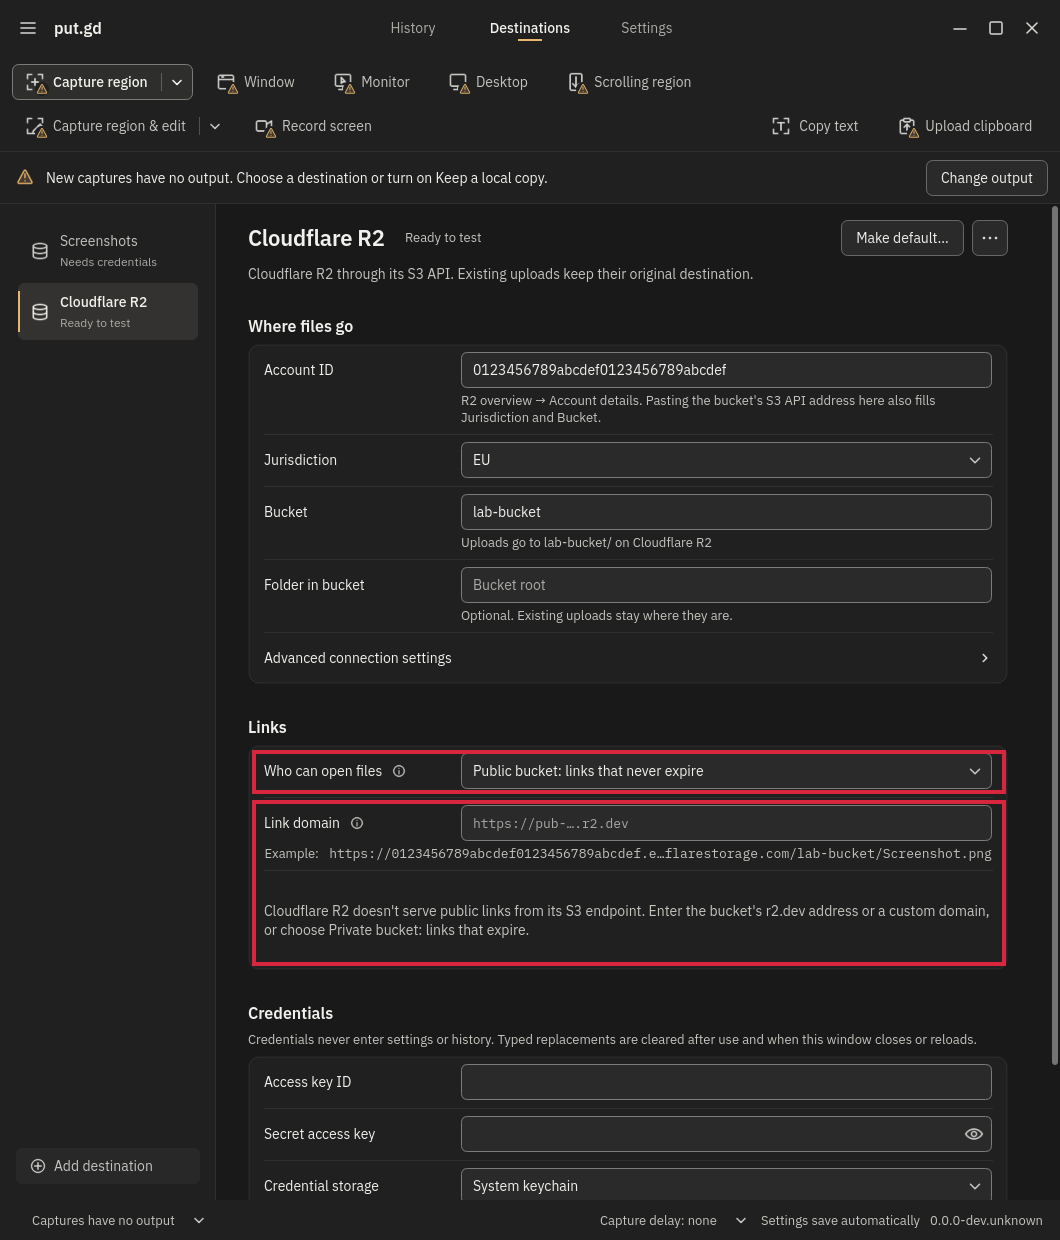 put.gd
History
Destinations
Settings
Capture region
Window
Monitor
Desktop
Scrolling region
Capture region & edit
Record screen
Copy text
Upload clipboard
New captures have no output. Choose a destination or turn on Keep a local copy.
Change output
Screenshots
Needs credentials
Cloudflare R2
Ready to test
Cloudflare R2
Ready to test
Make default...
Cloudflare R2 through its S3 API. Existing uploads keep their original destination.
Where files go
Account ID
0123456789abcdef0123456789abcdef
R2 overview → Account details. Pasting the bucket's S3 API address here also fills
Jurisdiction and Bucket.
Jurisdiction
EU
Bucket
lab-bucket
Uploads go to lab-bucket/ on Cloudflare R2
Folder in bucket
Bucket root
Optional. Existing uploads stay where they are.
Advanced connection settings
Links
Who can open files
Public bucket: links that never expire
Link domain
https://pub-….r2.dev
Example: https://0123456789abcdef0123456789abcdef.e…flarestorage.com/lab-bucket/Screenshot.png
Cloudflare R2 doesn't serve public links from its S3 endpoint. Enter the bucket's r2.dev address or a custom domain,
or choose Private bucket: links that expire.
Credentials
Credentials never enter settings or history. Typed replacements are cleared after use and when this window closes or reloads.
Access key ID
Secret access key
Credential storage
System keychain
Add destination
Captures have no output
Capture delay: none
Settings save automatically
0.0.0-dev.unknown